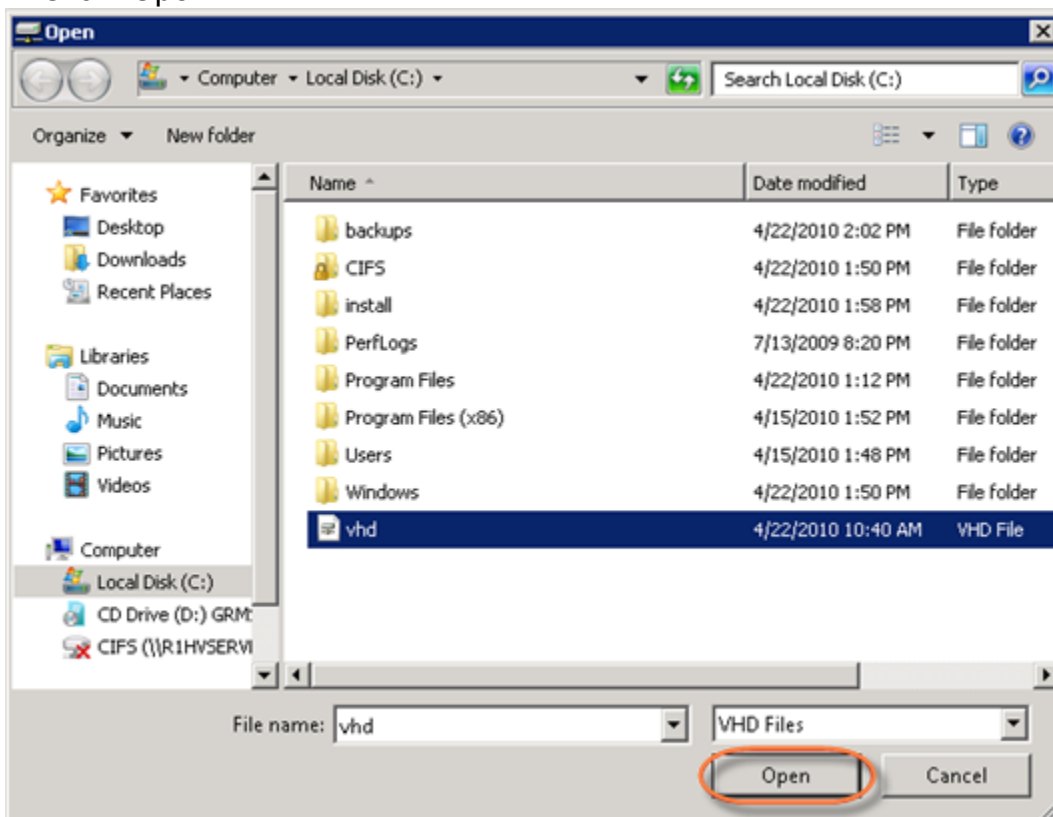 Open
Computer Local Disk (C:) Search Local Disk (C:)
Organize New folder
Name Date modified Type
Favorites
Desktop
Downloads
Recent Places
Libraries
Documents
Music
Pictures
Videos
Computer
Local Disk (C:)
CD Drive (D:) GRM
CIFS (\\R1HVSERV
backups 4/22/2010 2:02 PM File folder
CIFS 4/22/2010 1:50 PM File folder
install 4/22/2010 1:58 PM File folder
PerfLogs 7/13/2009 8:20 PM File folder
Program Files 4/22/2010 1:12 PM File folder
Program Files (x86) 4/15/2010 1:52 PM File folder
Users 4/15/2010 1:48 PM File folder
Windows 4/22/2010 1:50 PM File folder
vhd 4/22/2010 10:40 AM VHD File
File name: vhd VHD Files
Open Cancel